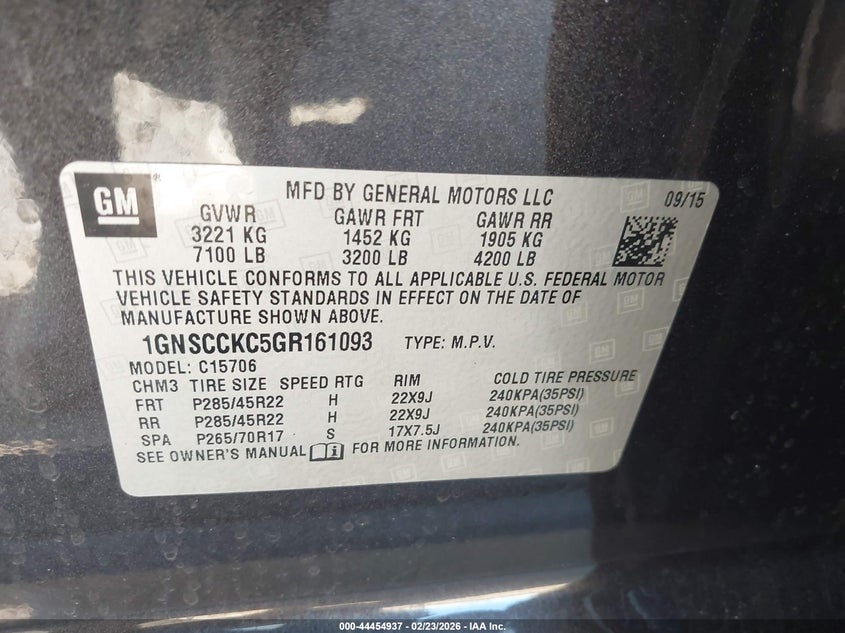 GM
MFD BY GENERAL MOTORS LLC 09/15
GVWR GAWR FRT GAWR RR
3221 KG 1452 KG 1905 KG
7100 LB 3200 LB 4200 LB
THIS VEHICLE CONFORMS TO ALL APPLICABLE U.S. FEDERAL MOTOR
VEHICLE SAFETY STANDARDS IN EFFECT ON THE DATE OF
MANUFACTURE SHOWN ABOVE.
1GNSCCKC5GR161093 TYPE: M.P.V.
MODEL: C15706
CHM3 TIRE SIZE SPEED RTG RIM COLD TIRE PRESSURE
FRT P285/45R22 H 22X9J 240KPA(35PSI)
RR P285/45R22 H 22X9J 240KPA(35PSI)
SPA P265/70R17 S 17X7.5J 240KPA(35PSI)
SEE OWNER'S MANUAL FOR MORE INFORMATION.
000-44454937 - 02/23/2026 - IAA Inc.